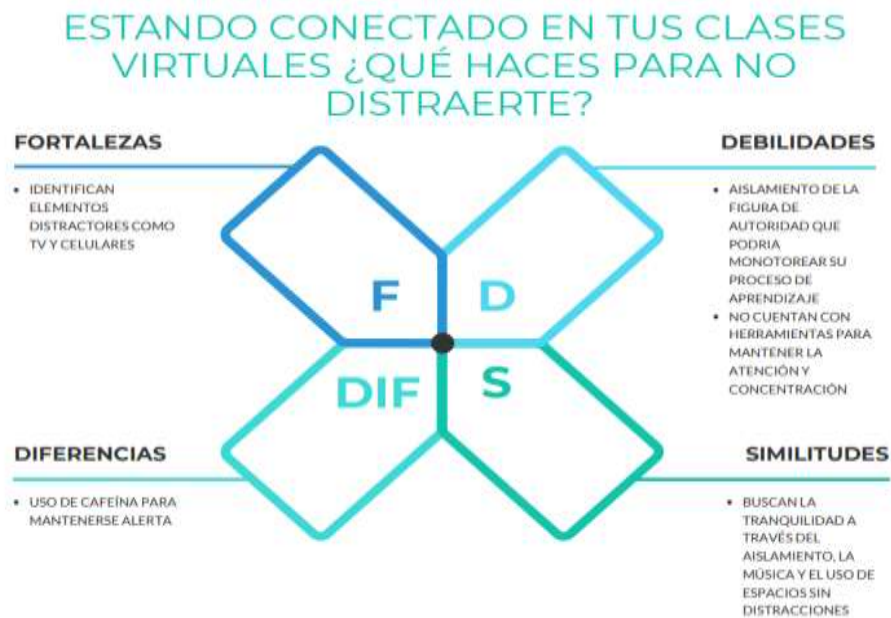 ESTANDO CONECTADO EN TUS CLASES
VIRTUALES ¿QUÉ HACES PARA NO
DISTRAERTE?
FORTALEZAS
• IDENTIFICAN
ELEMENTOS
DISTRACTORES COMO
TV Y CELULARES
DEBILIDADES
• AISLAMIENTO DE LA
FIGURA DE
AUTORIDAD QUE
PODRIA
MONOTOREAR SU
PROCESO DE
APRENDIZAJE
• NO CUENTAN CON
HERRAMIENTAS PARA
MANTENER LA
ATENCIÓN Y
CONCENTRACIÓN
F
D
DIF
S
DIFERENCIAS
• USO DE CAFEÍNA PARA
MANTENERSE ALERTA
SIMILITUDES
• BUSCAN LA
TRANQUILIDAD A
TRAVÉS DEL
AISLAMIENTO, LA
MÚSICA Y EL USO DE
ESPACIOS SIN
DISTRACCIONES